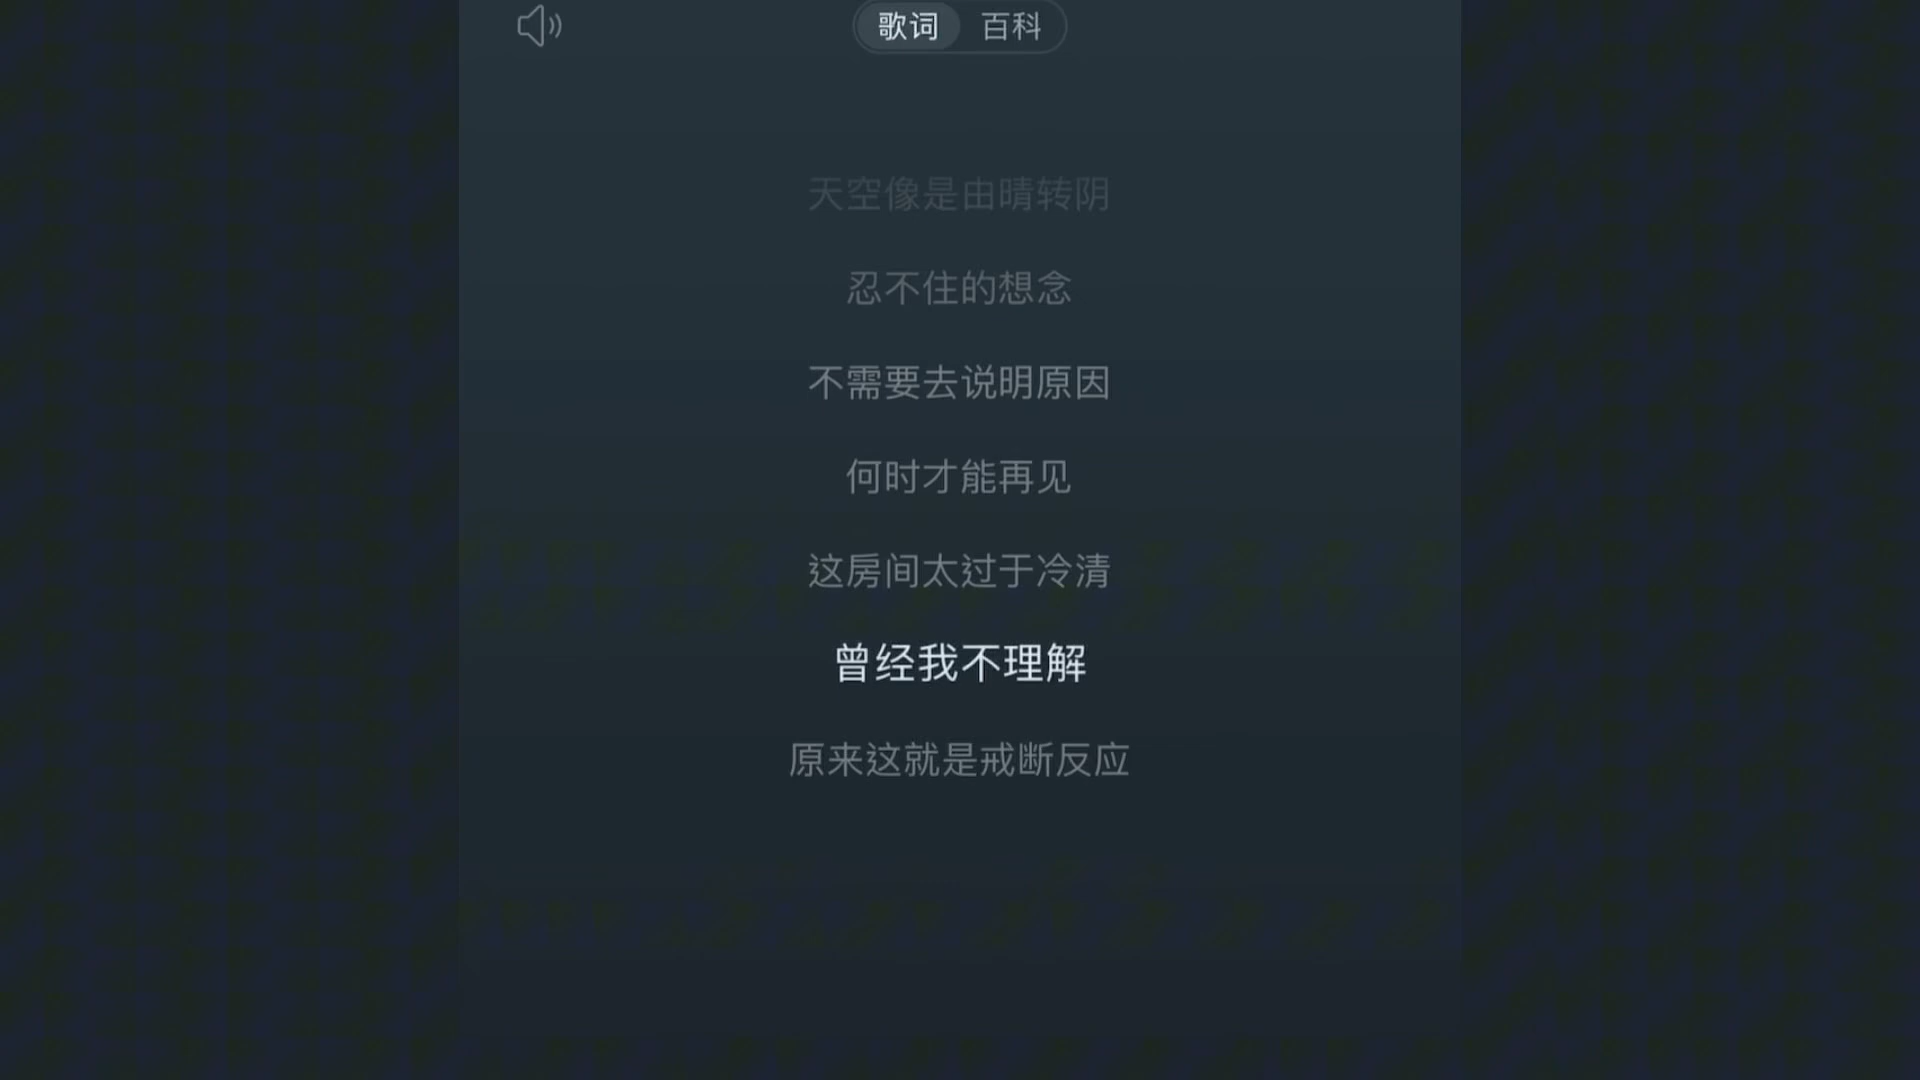 歌词 百科
天空像是由晴转阴
忍不住的想念
不需要去说明原因
何时才能再见
这房间太过于冷清
曾经我不理解
原来这就是戒断反应